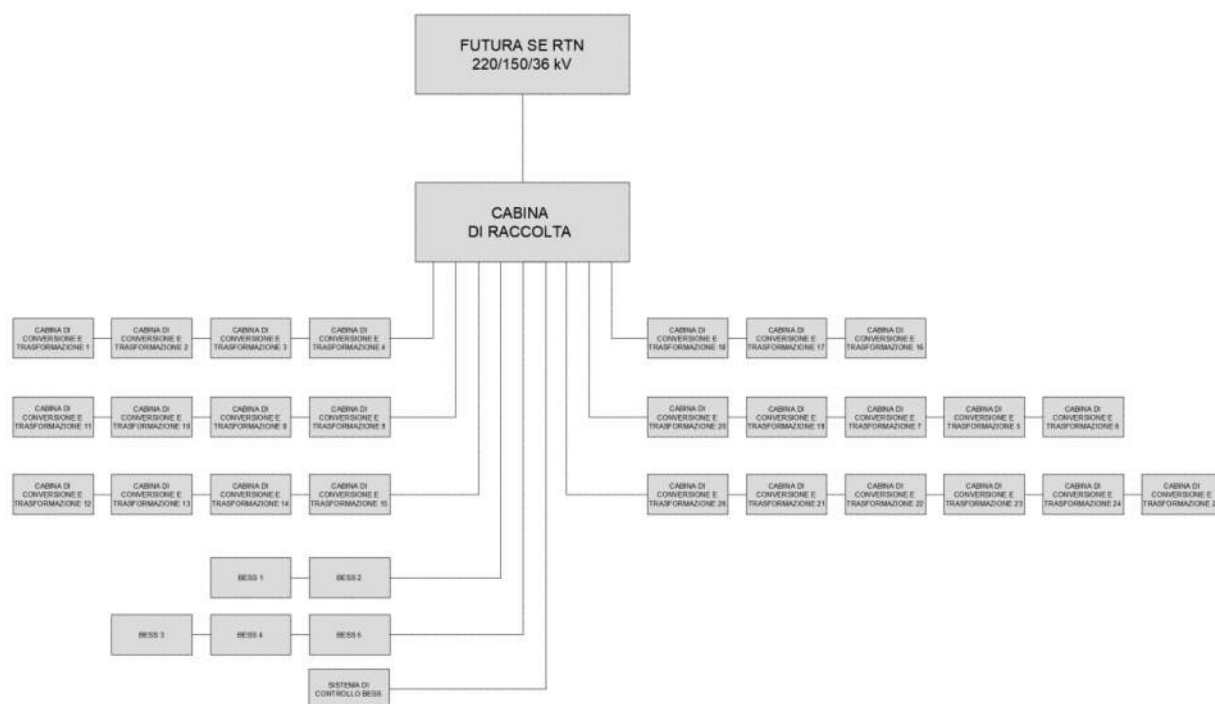 FUTURA SE RTN
220/150/36 kV
CABINA
DI RACCOLTA
CABINA DI
CONVERSIONE E
TRASFORMAZIONE 1
CABINA DI
CONVERSIONE E
TRASFORMAZIONE 2
CABINA DI
CONVERSIONE E
TRASFORMAZIONE 3
CABINA DI
CONVERSIONE E
TRASFORMAZIONE 4
CABINA DI
CONVERSIONE E
TRASFORMAZIONE 18
CABINA DI
CONVERSIONE E
TRASFORMAZIONE 17
CABINA DI
CONVERSIONE E
TRASFORMAZIONE 16
CABINA DI
CONVERSIONE E
TRASFORMAZIONE 11
CABINA DI
CONVERSIONE E
TRASFORMAZIONE 10
CABINA DI
CONVERSIONE E
TRASFORMAZIONE 8
CABINA DI
CONVERSIONE E
TRASFORMAZIONE 9
CABINA DI
CONVERSIONE E
TRASFORMAZIONE 20
CABINA DI
CONVERSIONE E
TRASFORMAZIONE 19
CABINA DI
CONVERSIONE E
TRASFORMAZIONE 7
CABINA DI
CONVERSIONE E
TRASFORMAZIONE 5
CABINA DI
CONVERSIONE E
TRASFORMAZIONE 6
CABINA DI
CONVERSIONE E
TRASFORMAZIONE 12
CABINA DI
CONVERSIONE E
TRASFORMAZIONE 13
CABINA DI
CONVERSIONE E
TRASFORMAZIONE 14
CABINA DI
CONVERSIONE E
TRASFORMAZIONE 15
CABINA DI
CONVERSIONE E
TRASFORMAZIONE 26
CABINA DI
CONVERSIONE E
TRASFORMAZIONE 21
CABINA DI
CONVERSIONE E
TRASFORMAZIONE 22
CABINA DI
CONVERSIONE E
TRASFORMAZIONE 23
CABINA DI
CONVERSIONE E
TRASFORMAZIONE 24
CABINA DI
CONVERSIONE E
TRASFORMAZIONE
BESS 1
BESS 2
BESS 3
BESS 4
BESS 5
SISTEMA DI
CONTROLLO BESS